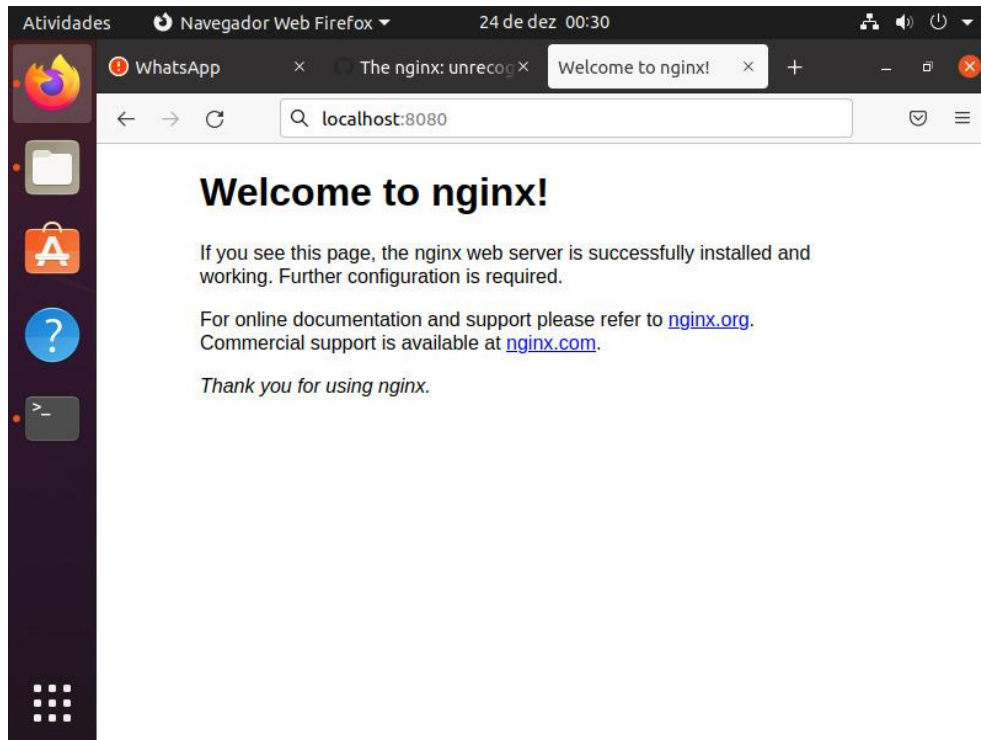 Atividades Navegador Web Firefox 24 de dez 00:30
WhatsApp The nginx: unrecog Welcome to nginx!
localhost:8080
Welcome to nginx!
If you see this page, the nginx web server is successfully installed and
working. Further configuration is required.
For online documentation and support please refer to nginx.org.
Commercial support is available at nginx.com.
Thank you for using nginx.